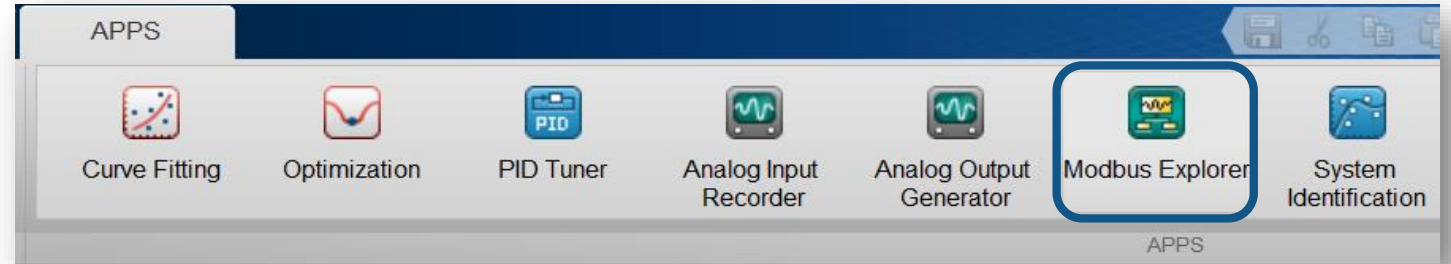 APPS
PID
Curve Fitting
Optimization
PID Tuner
Analog Input
Recorder
Analog Output
Generator
Modbus Explorer
System
Identification
APPS